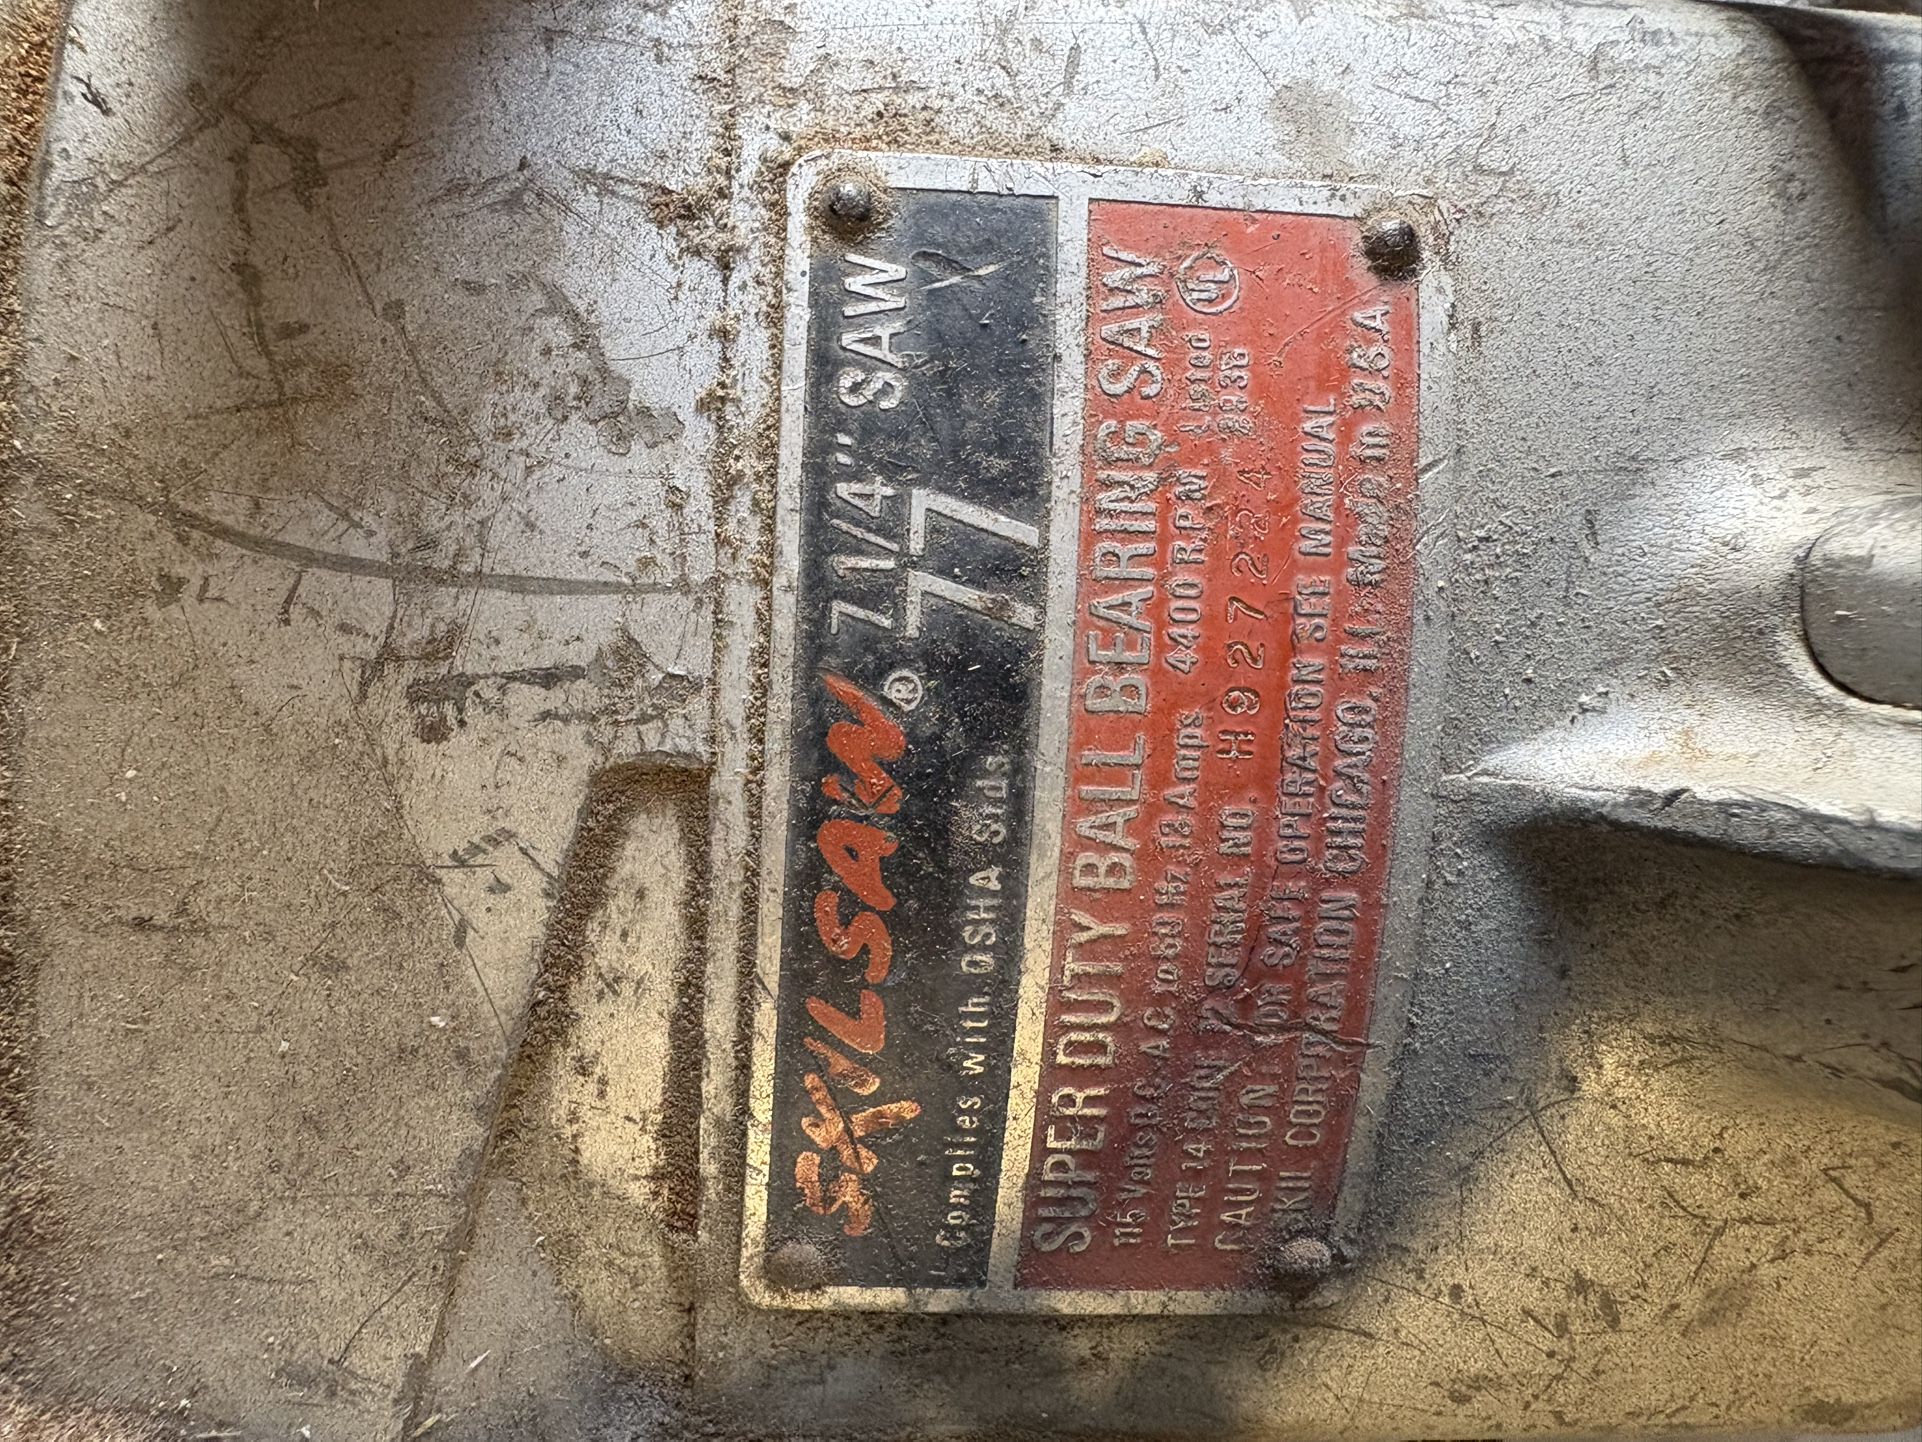 SKILSAW® 7 1/4" SAW
77
Complies with OSHA Stds
SUPER DUTY BALL BEARING SAW
115 Volts D.C. A.C. to 60 Hz 13 Amps 4400 R.P.M. Listed UL
TYPE 14 SERIAL NO. H 927224
CAUTION: FOR SAFE OPERATION SEE MANUAL
SKIL CORPORATION CHICAGO, ILL. Made in U.S.A.